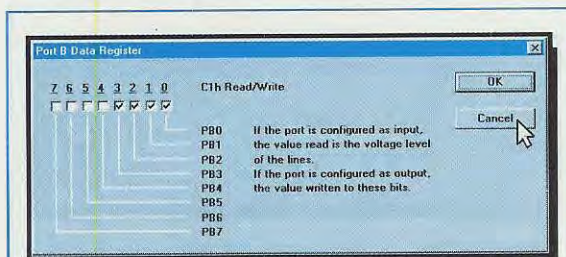 Port B Data Register
7 6 5 4 3 2 1 0 C1h Read/Write OK
Cancel
PB0 If the port is configured as input,
PB1 the value read is the voltage level
PB2 of the lines.
PB3 If the port is configured as output,
PB4 the value written to these bits.
PB5
PB6
PB7